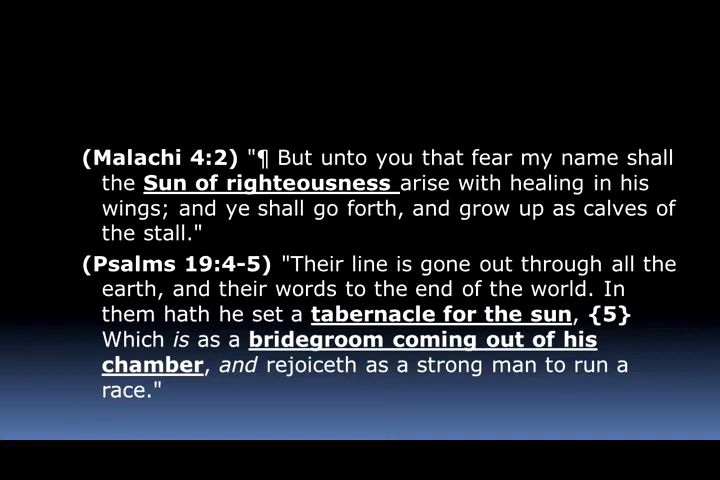 (Malachi 4:2) "¶ But unto you that fear my name shall
the Sun of righteousness arise with healing in his
wings; and ye shall go forth, and grow up as calves of
the stall."
(Psalms 19:4-5) "Their line is gone out through all the
earth, and their words to the end of the world. In
them hath he set a tabernacle for the sun, {5}
Which is as a bridegroom coming out of his
chamber, and rejoiceth as a strong man to run a
race."